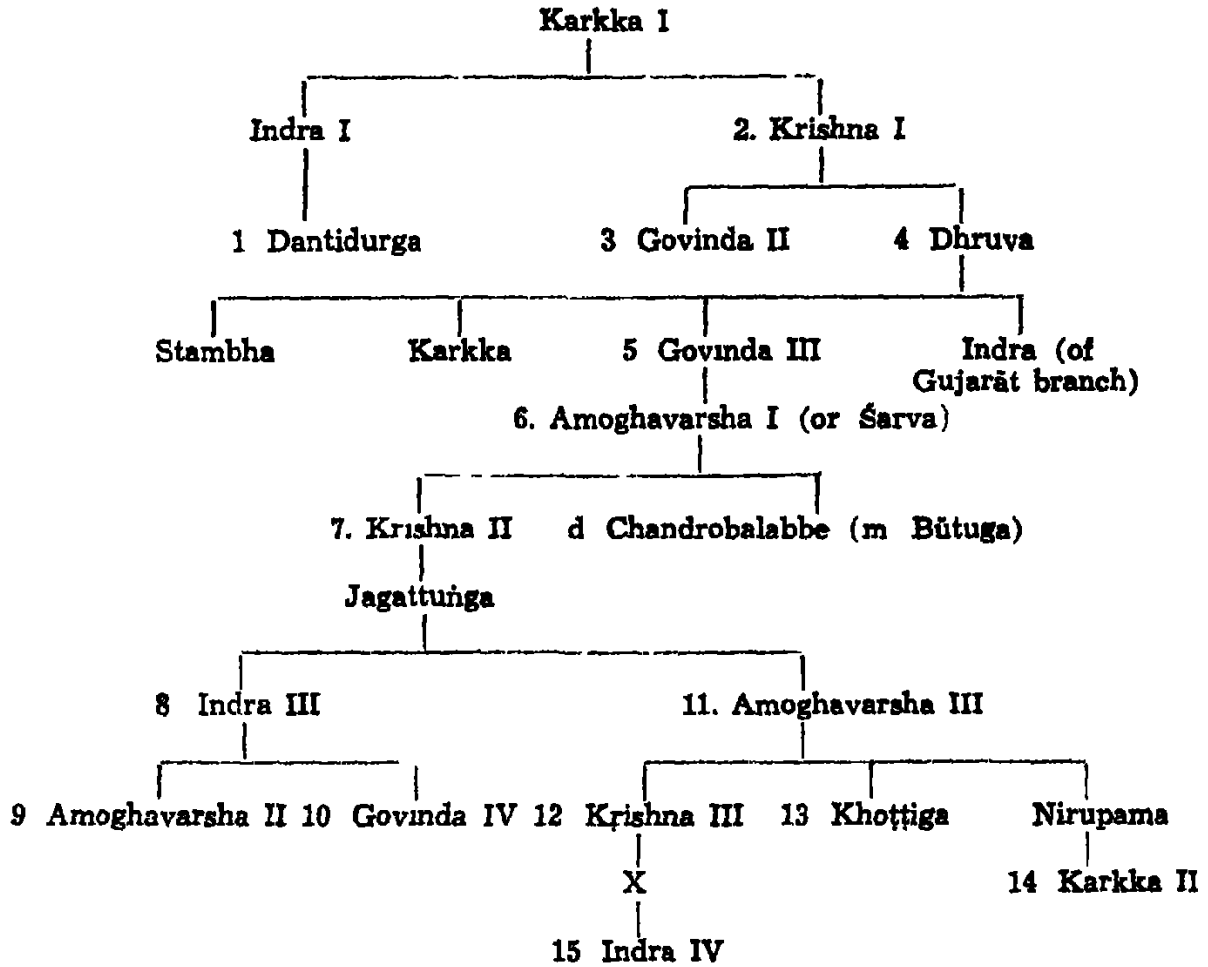 Karkka I
Indra I 2. Krishna I
1 Dantidurga 3 Govinda II 4 Dhruva
Stambha Karkka 5 Govinda III Indra (of
Gujarāt branch)
6. Amoghavarsha I (or Śarva)
7. Krishna II d Chandrobalabbe (m Būtuga)
Jagattuṅga
8 Indra III 11. Amoghavarsha III
9 Amoghavarsha II 10 Govinda IV 12 Kṛishna III 13 Khoṭṭiga Nirupama
X 14 Karkka II
15 Indra IV